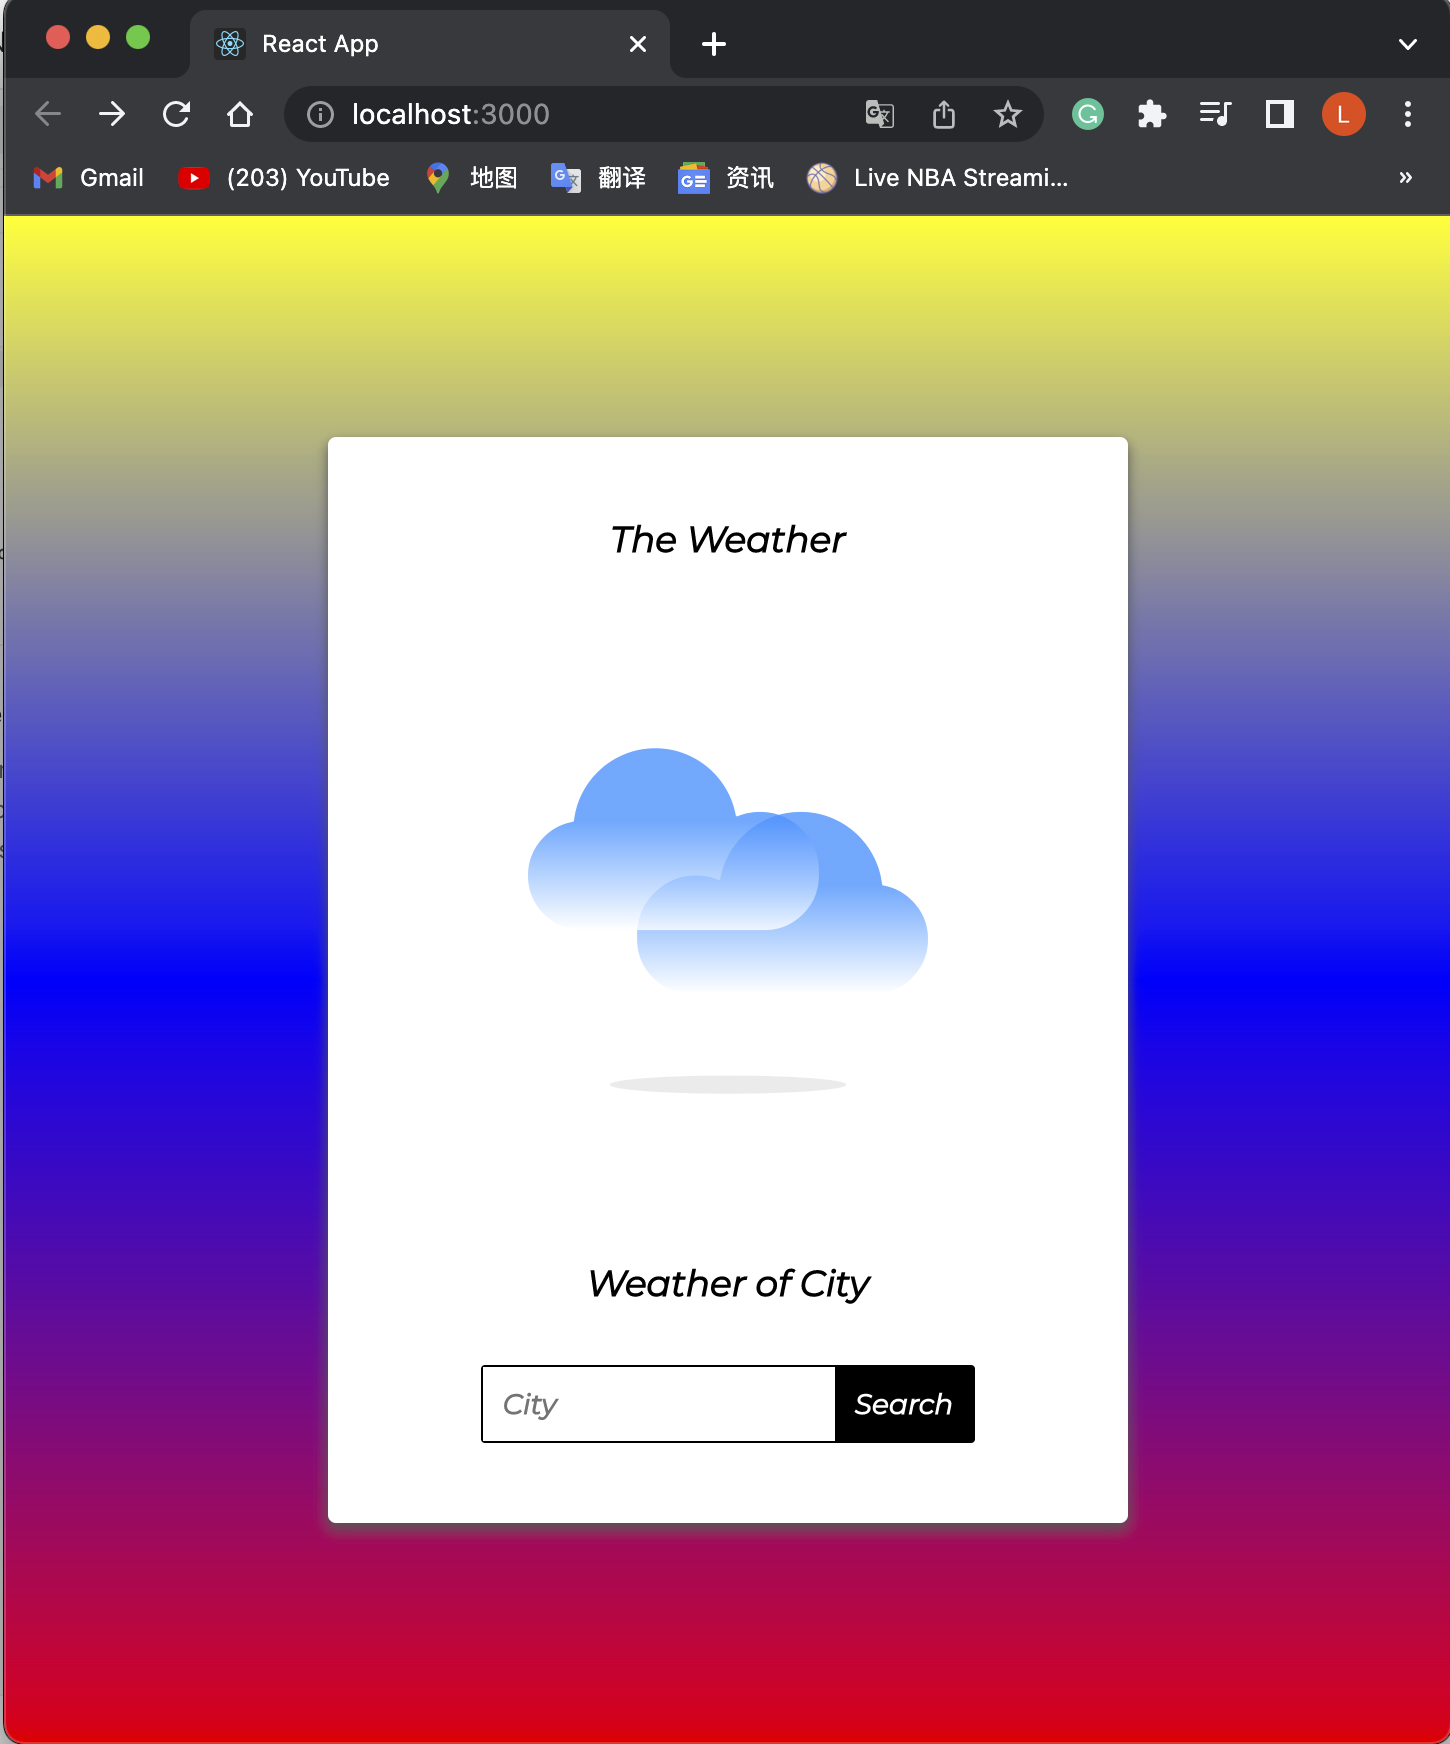 React App
localhost:3000
L
Gmail (203) YouTube 地图 翻译 资讯 Live NBA Streami... »
The Weather
Weather of City
City Search